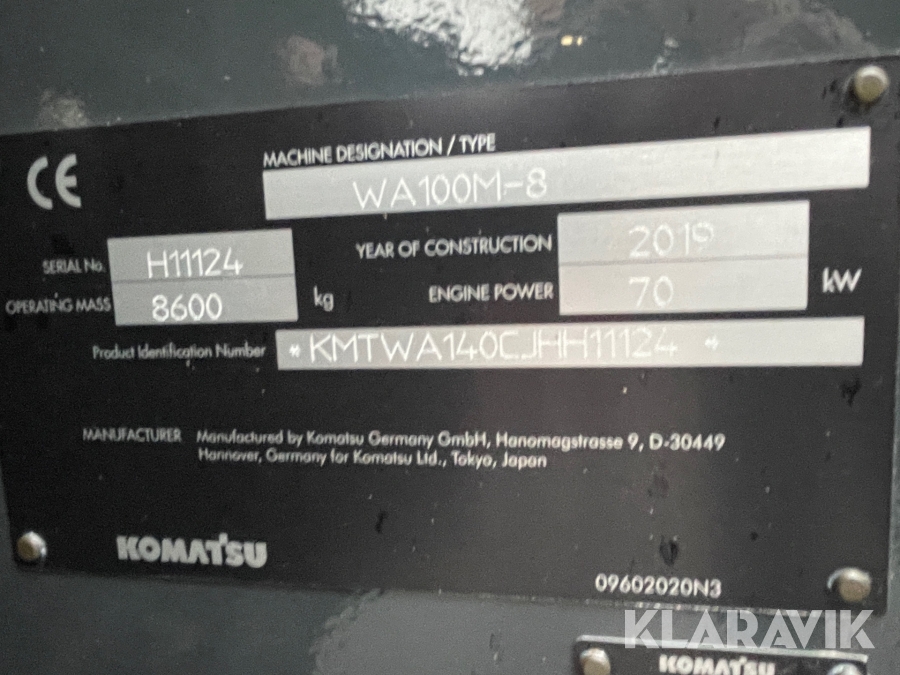 CE
MACHINE DESIGNATION / TYPE
WA100M-8
SERIAL No. H11124
YEAR OF CONSTRUCTION 2019
OPERATING MASS 8600 kg
ENGINE POWER 70 kW
Product Identification Number *KMTWA140CJHH11124 *
MANUFACTURER Manufactured by Komatsu Germany GmbH, Hanomagstrasse 9, D-30449
Hannover, Germany for Komatsu Ltd., Tokyo, Japan
KOMATSU
09602020N3
KLARAVIK
KOMATSU